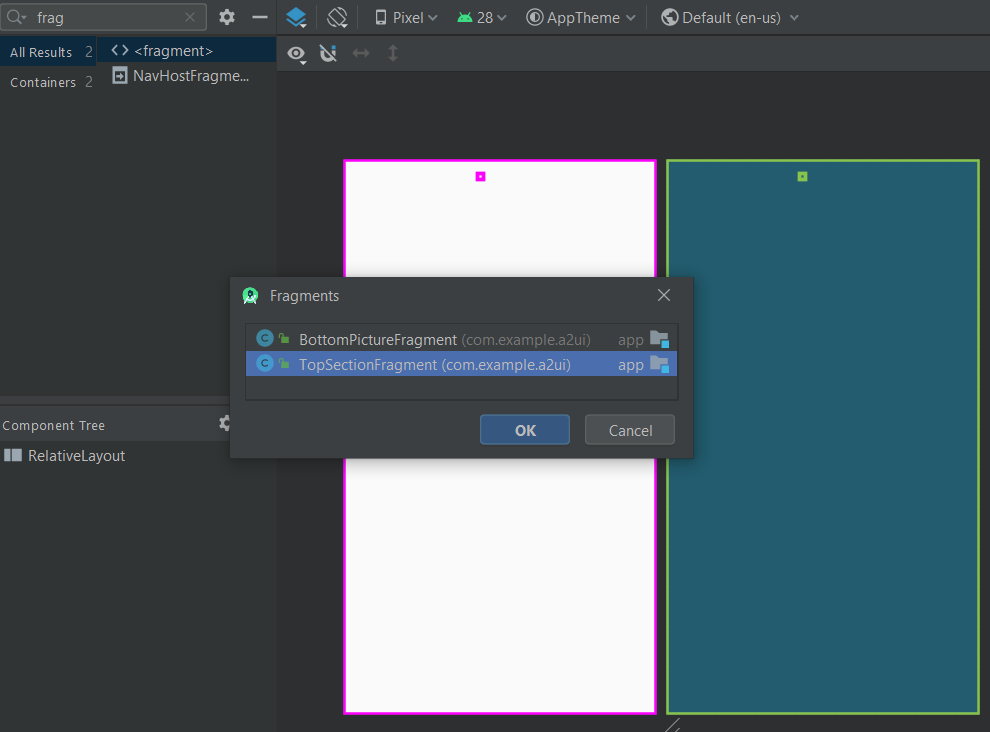 frag
Pixel
28
AppTheme
Default (en-us)
All Results 2
<fragment>
Containers 2
NavHostFragme...
Fragments
BottomPictureFragment (com.example.a2ui) app
TopSectionFragment (com.example.a2ui) app
OK
Cancel
Component Tree
RelativeLayout